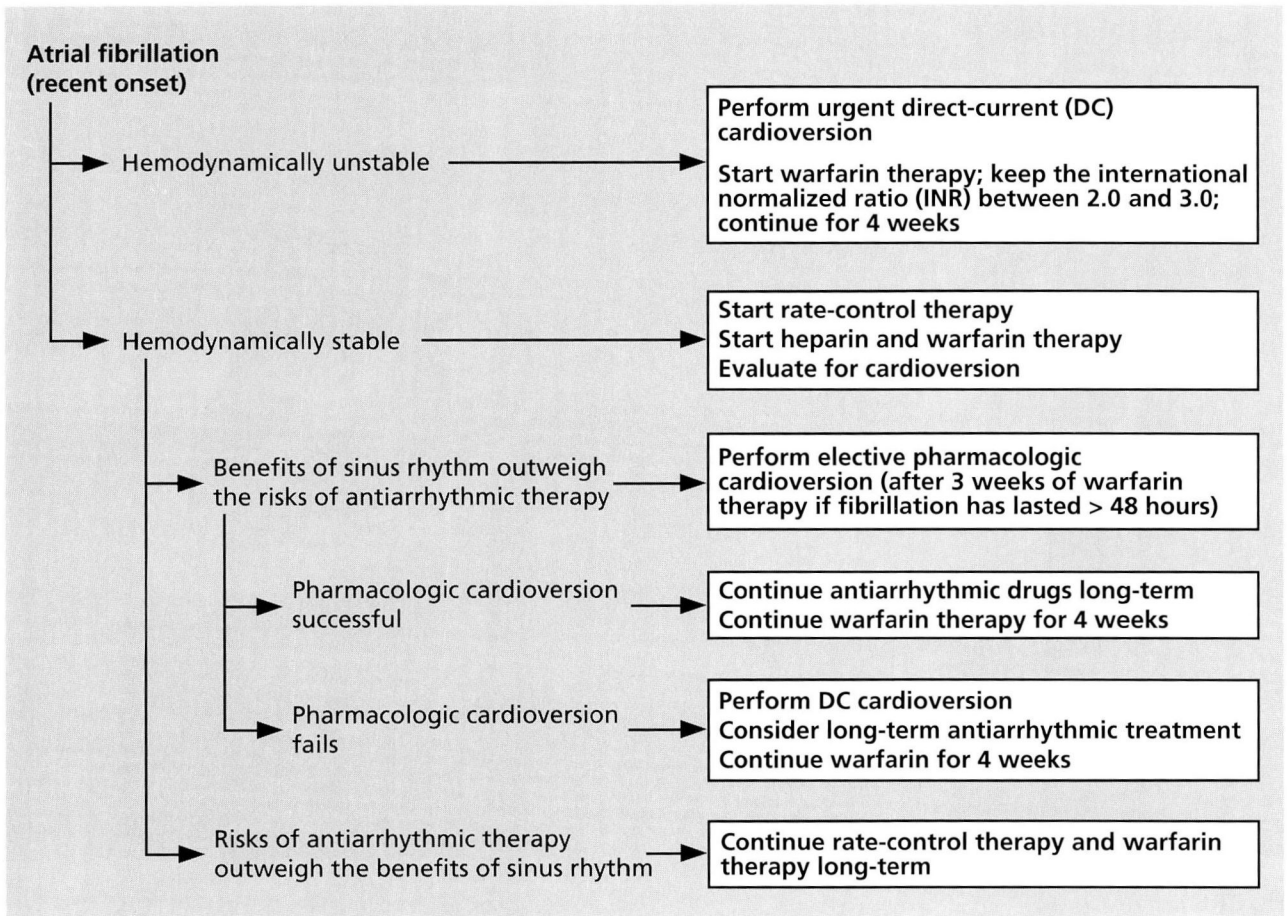 Atrial fibrillation
(recent onset)
Hemodynamically unstable
Perform urgent direct-current (DC)
cardioversion
Start warfarin therapy; keep the international
normalized ratio (INR) between 2.0 and 3.0;
continue for 4 weeks
Hemodynamically stable
Start rate-control therapy
Start heparin and warfarin therapy
Evaluate for cardioversion
Benefits of sinus rhythm outweigh
the risks of antiarrhythmic therapy
Perform elective pharmacologic
cardioversion (after 3 weeks of warfarin
therapy if fibrillation has lasted > 48 hours)
Pharmacologic cardioversion
successful
Continue antiarrhythmic drugs long-term
Continue warfarin therapy for 4 weeks
Pharmacologic cardioversion
fails
Perform DC cardioversion
Consider long-term antiarrhythmic treatment
Continue warfarin for 4 weeks
Risks of antiarrhythmic therapy
outweigh the benefits of sinus rhythm
Continue rate-control therapy and warfarin
therapy long-term